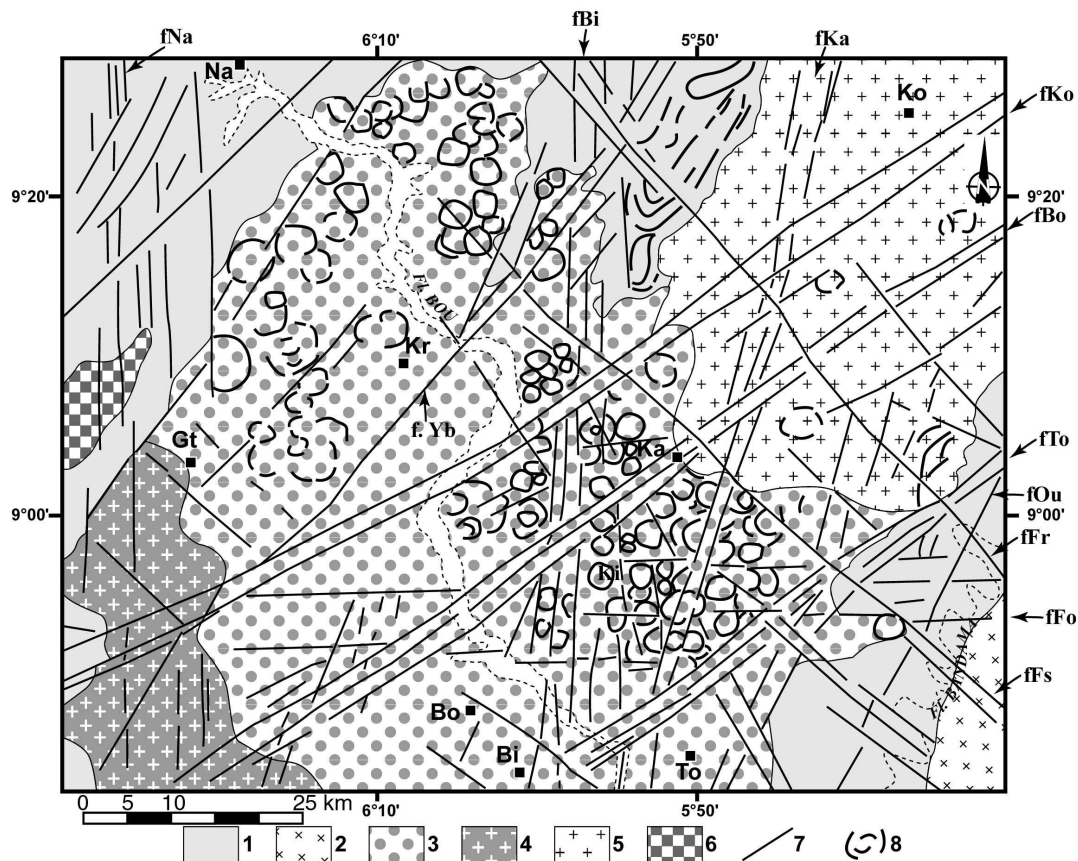 fNa
fBi
fKa
6°10'
5°50'
Na
Ko
fKo
9°20'
9°20'
N
fBo
Fl. BOU
Kr
f. Yb
Gt
Ka
fTo
fOu
9°00'
9°00'
fFr
Ki
fFo
Fl. BANDAMA
fFs
Bo
Bi
To
0 5 10 25 km
6°10'
5°50'
1 2 3 4 5 6 7 8